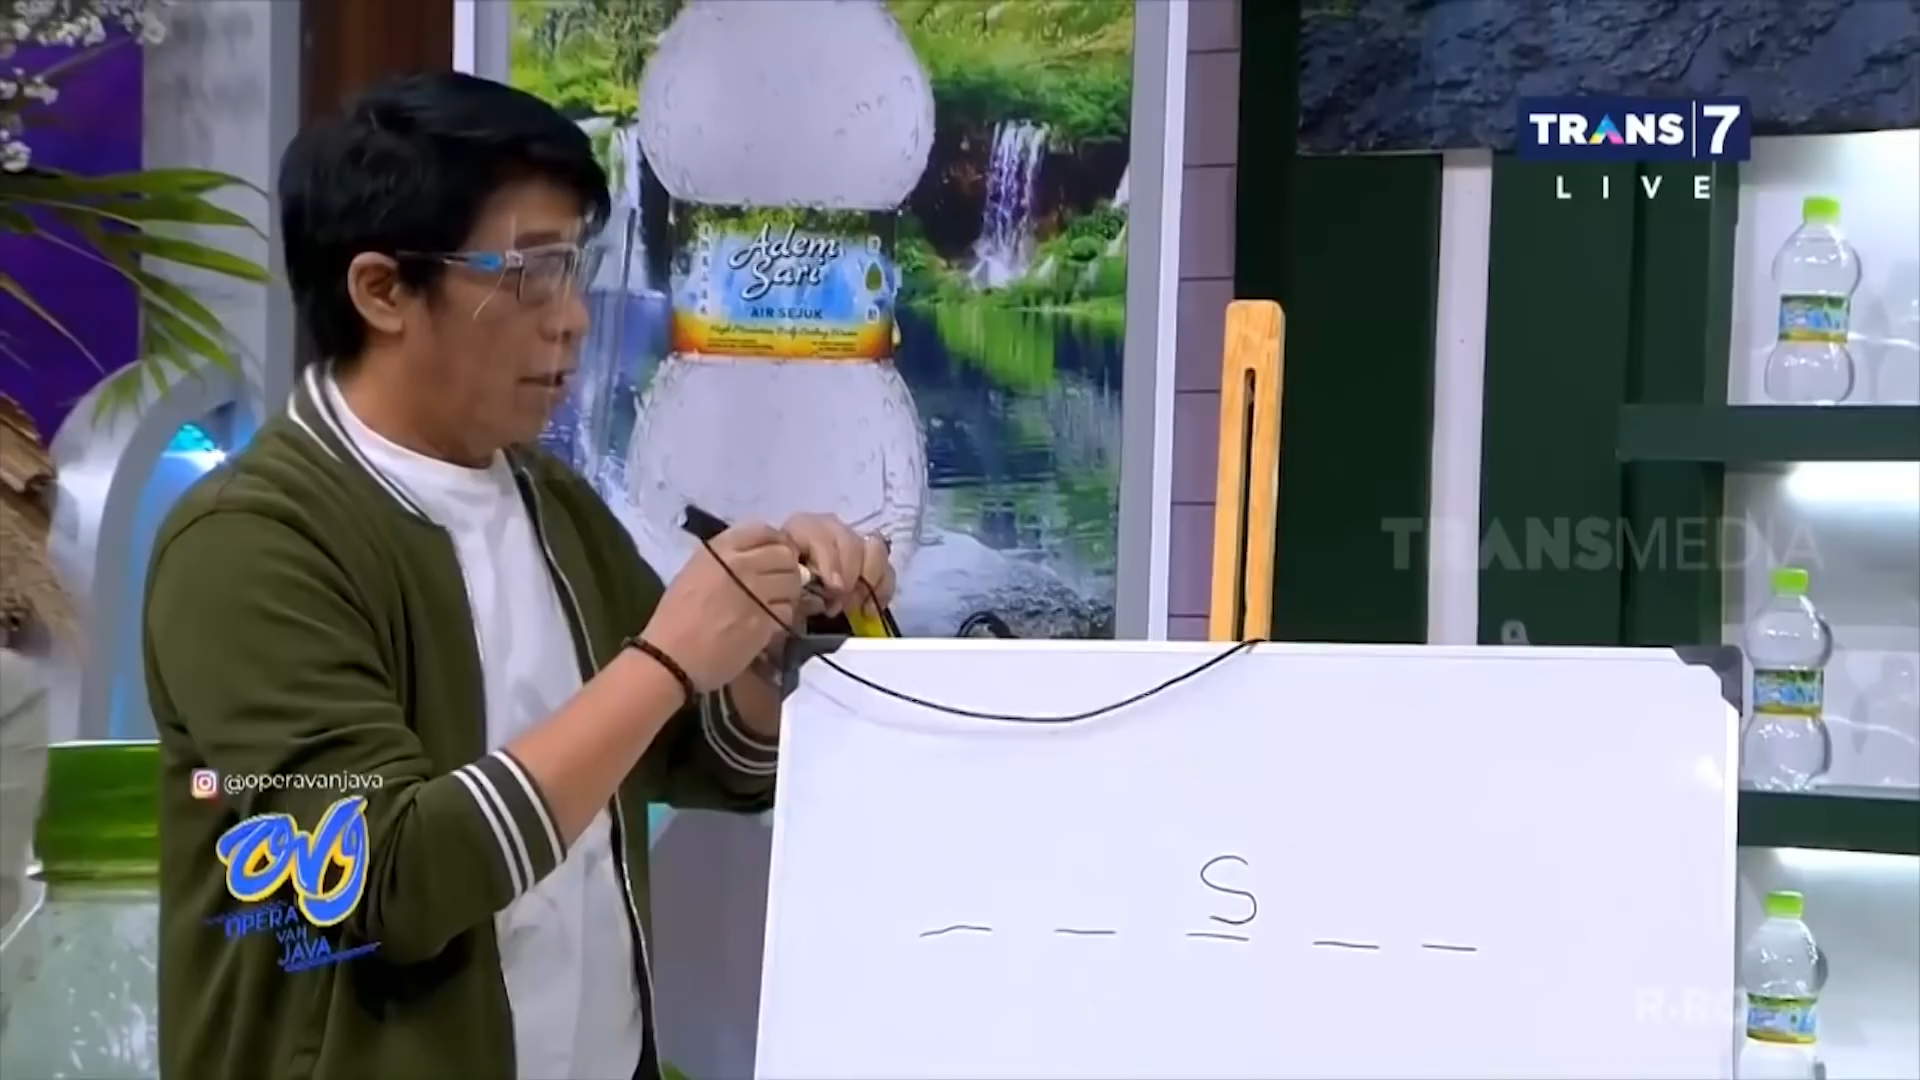 TRANS|7
LIVE
Adem
Sari
AIR SEJUK
TRANSMEDIA
@operavanjava
OVJ
OPERA
VAN
JAVA
_ _ S _ _